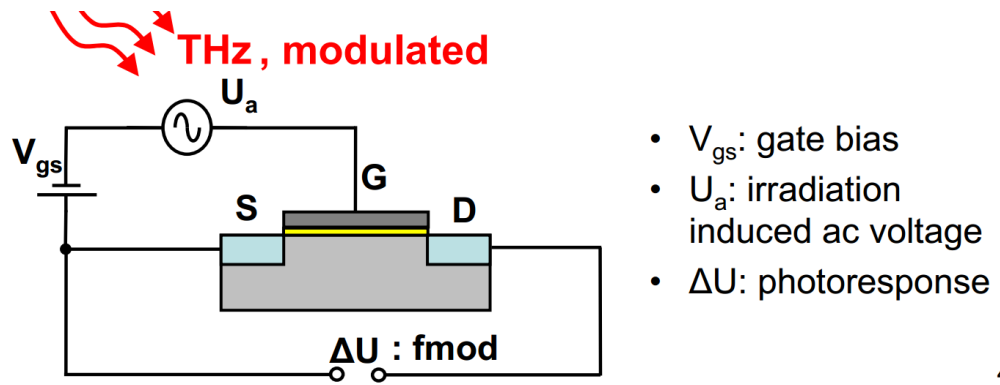 THz , modulated
Ua
Vgs
G
S
D
ΔU : fmod
• Vgs: gate bias
• Ua: irradiation
induced ac voltage
• ΔU: photoresponse